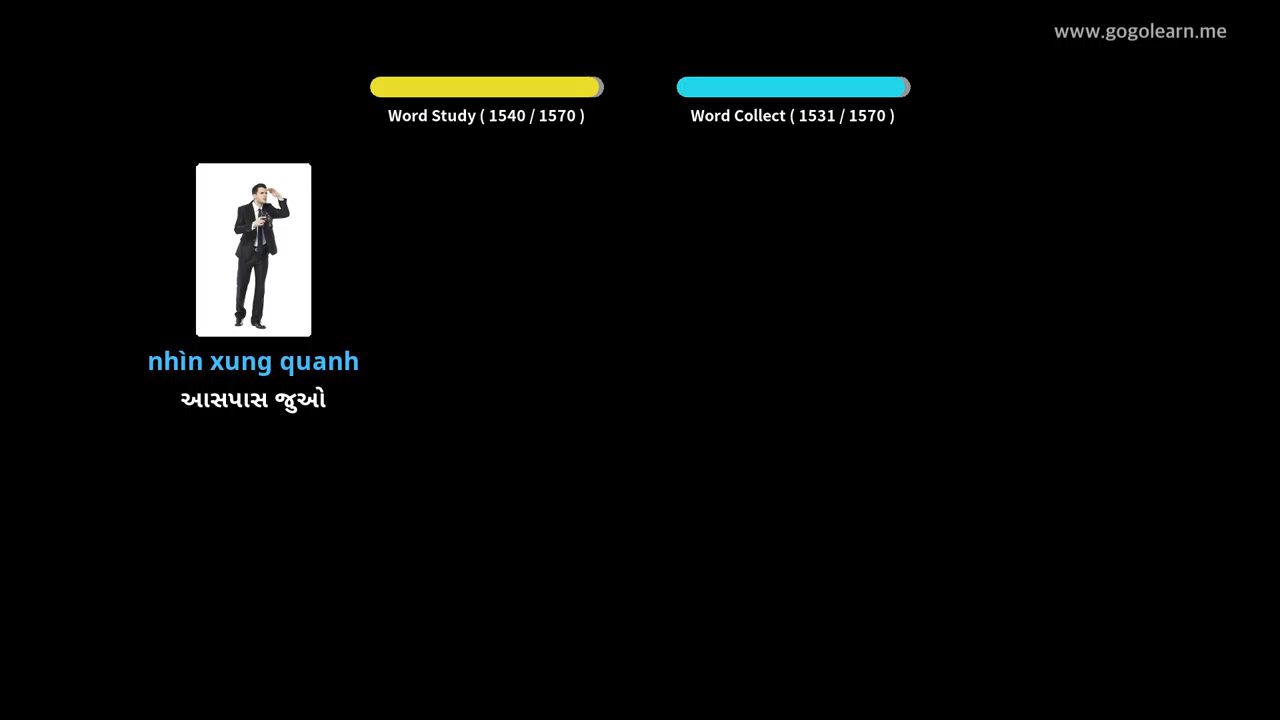 www.gogolearn.me
Word Study ( 1540 / 1570 )
Word Collect ( 1531 / 1570 )
nhìn xung quanh
આસપાસ જુઓ